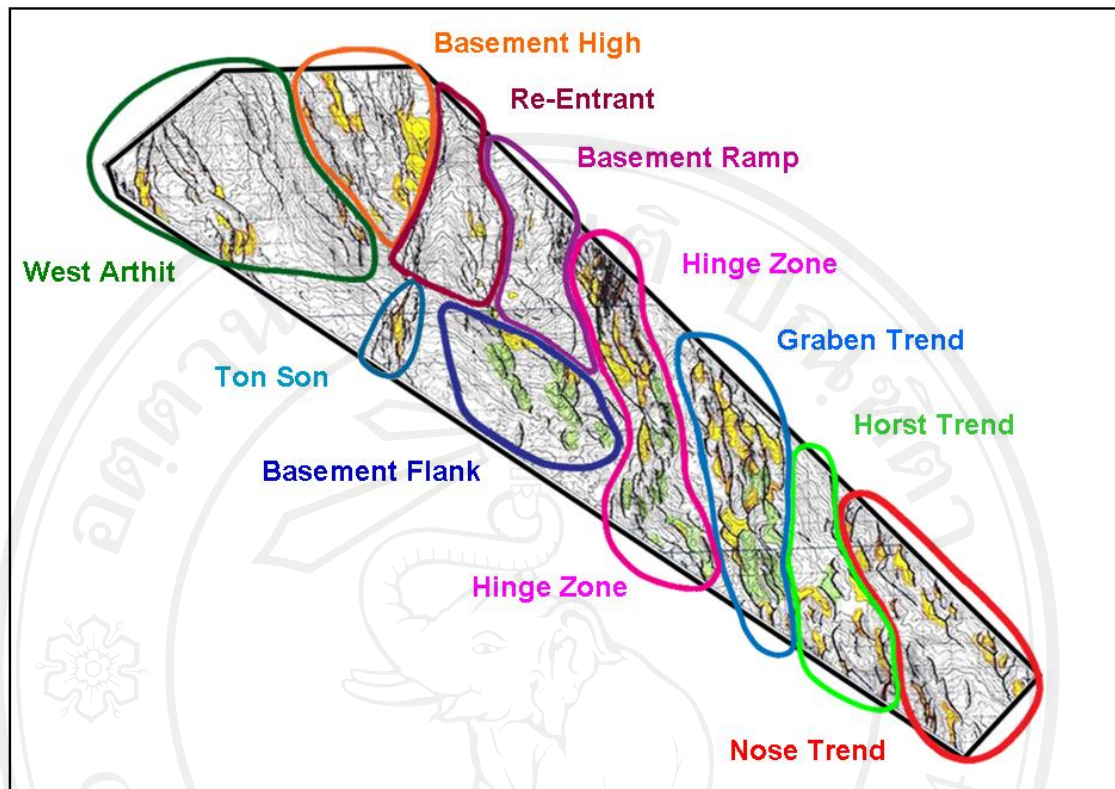 Basement High
Re-Entrant
Basement Ramp
West Arthit
Hinge Zone
Graben Trend
Ton Son
Horst Trend
Basement Flank
Hinge Zone
Nose Trend